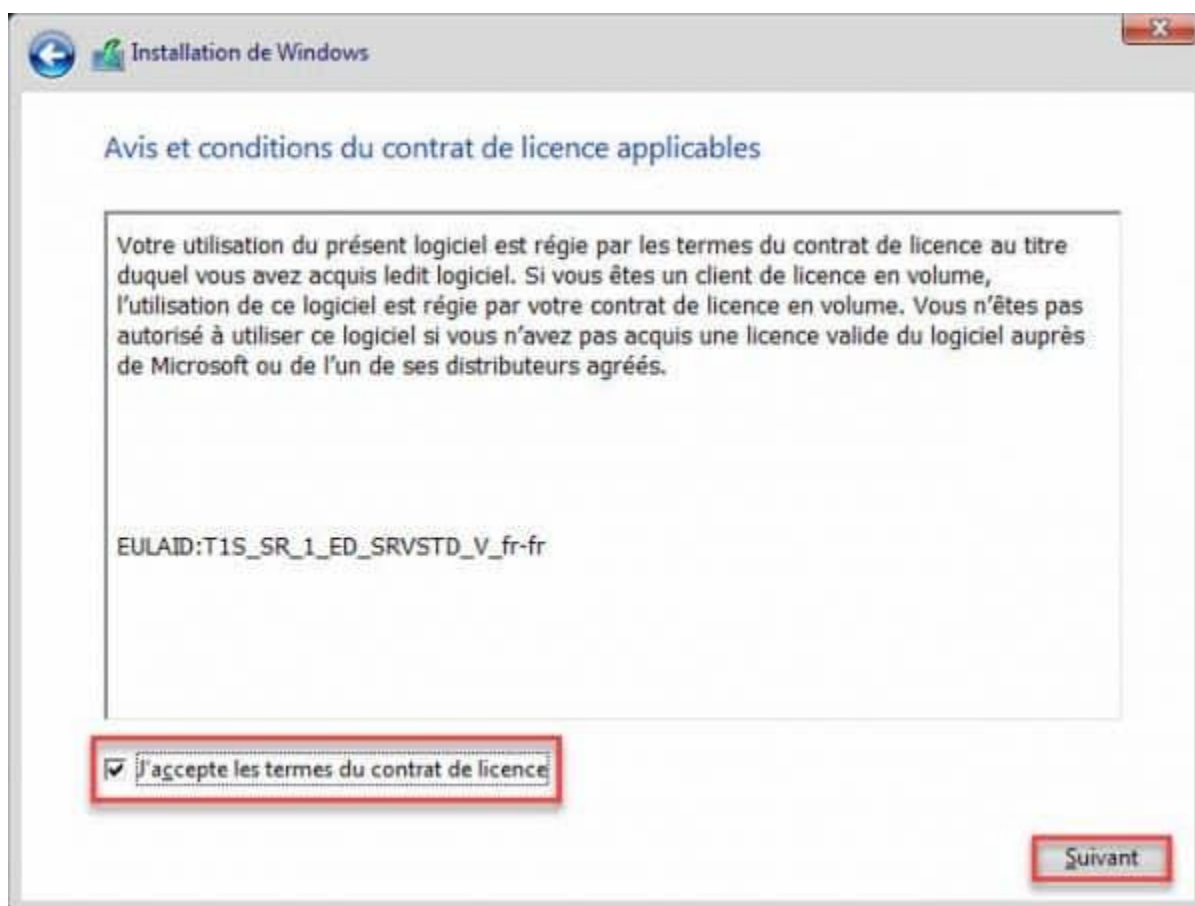 Installation de Windows
Avis et conditions du contrat de licence applicables
Votre utilisation du présent logiciel est régie par les termes du contrat de licence au titre
duquel vous avez acquis ledit logiciel. Si vous êtes un client de licence en volume,
l’utilisation de ce logiciel est régie par votre contrat de licence en volume. Vous n’êtes pas
autorisé à utiliser ce logiciel si vous n’avez pas acquis une licence valide du logiciel auprès
de Microsoft ou de l’un de ses distributeurs agréés.
EULAID:T1S_SR_1_ED_SRVSTD_V_fr-fr
J'accepte les termes du contrat de licence
Suivant